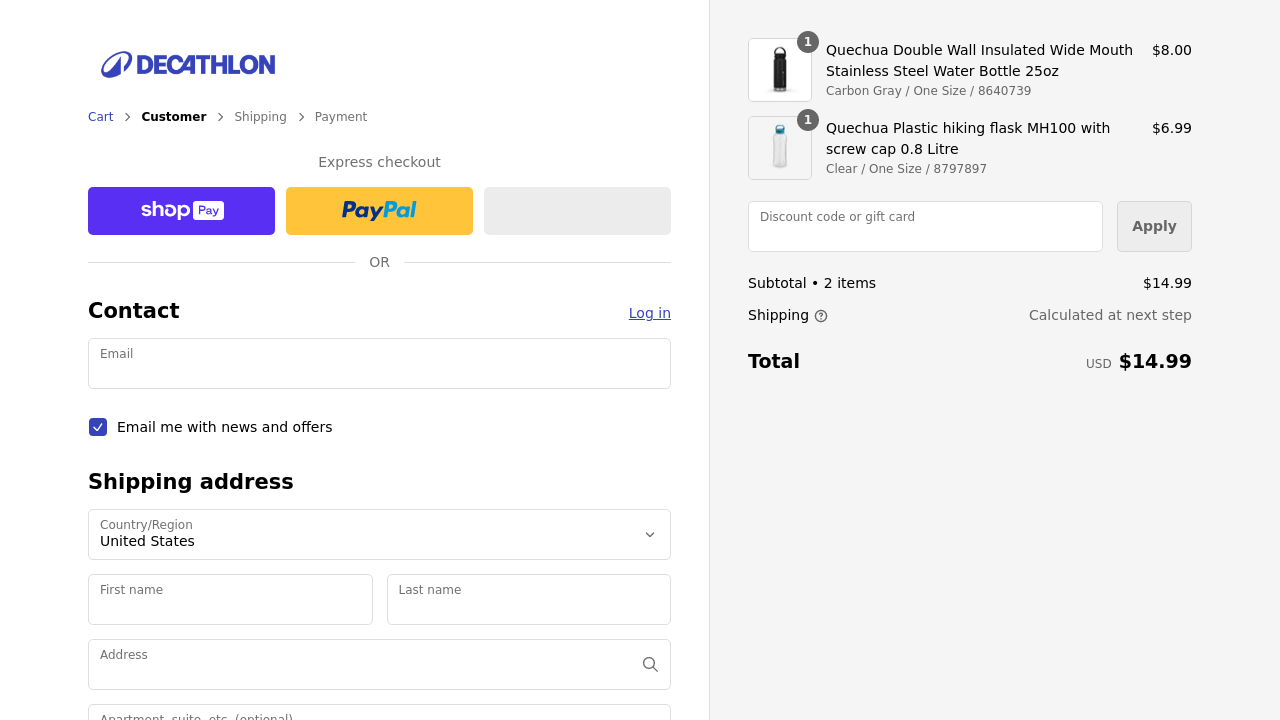 DECATHLON
Cart > Customer > Shipping > Payment
Express checkout
shop Pay
PayPal
OR
Contact
Log in
Email
Email me with news and offers
Shipping address
Country/Region
United States
First name
Last name
Address
Apartment, suite, etc. (optional)
1
Quechua Double Wall Insulated Wide Mouth
Stainless Steel Water Bottle 25oz
Carbon Gray / One Size / 8640739
$8.00
1
Quechua Plastic hiking flask MH100 with
screw cap 0.8 Litre
Clear / One Size / 8797897
$6.99
Discount code or gift card
Apply
Subtotal • 2 items $14.99
Shipping Calculated at next step
Total USD $14.99